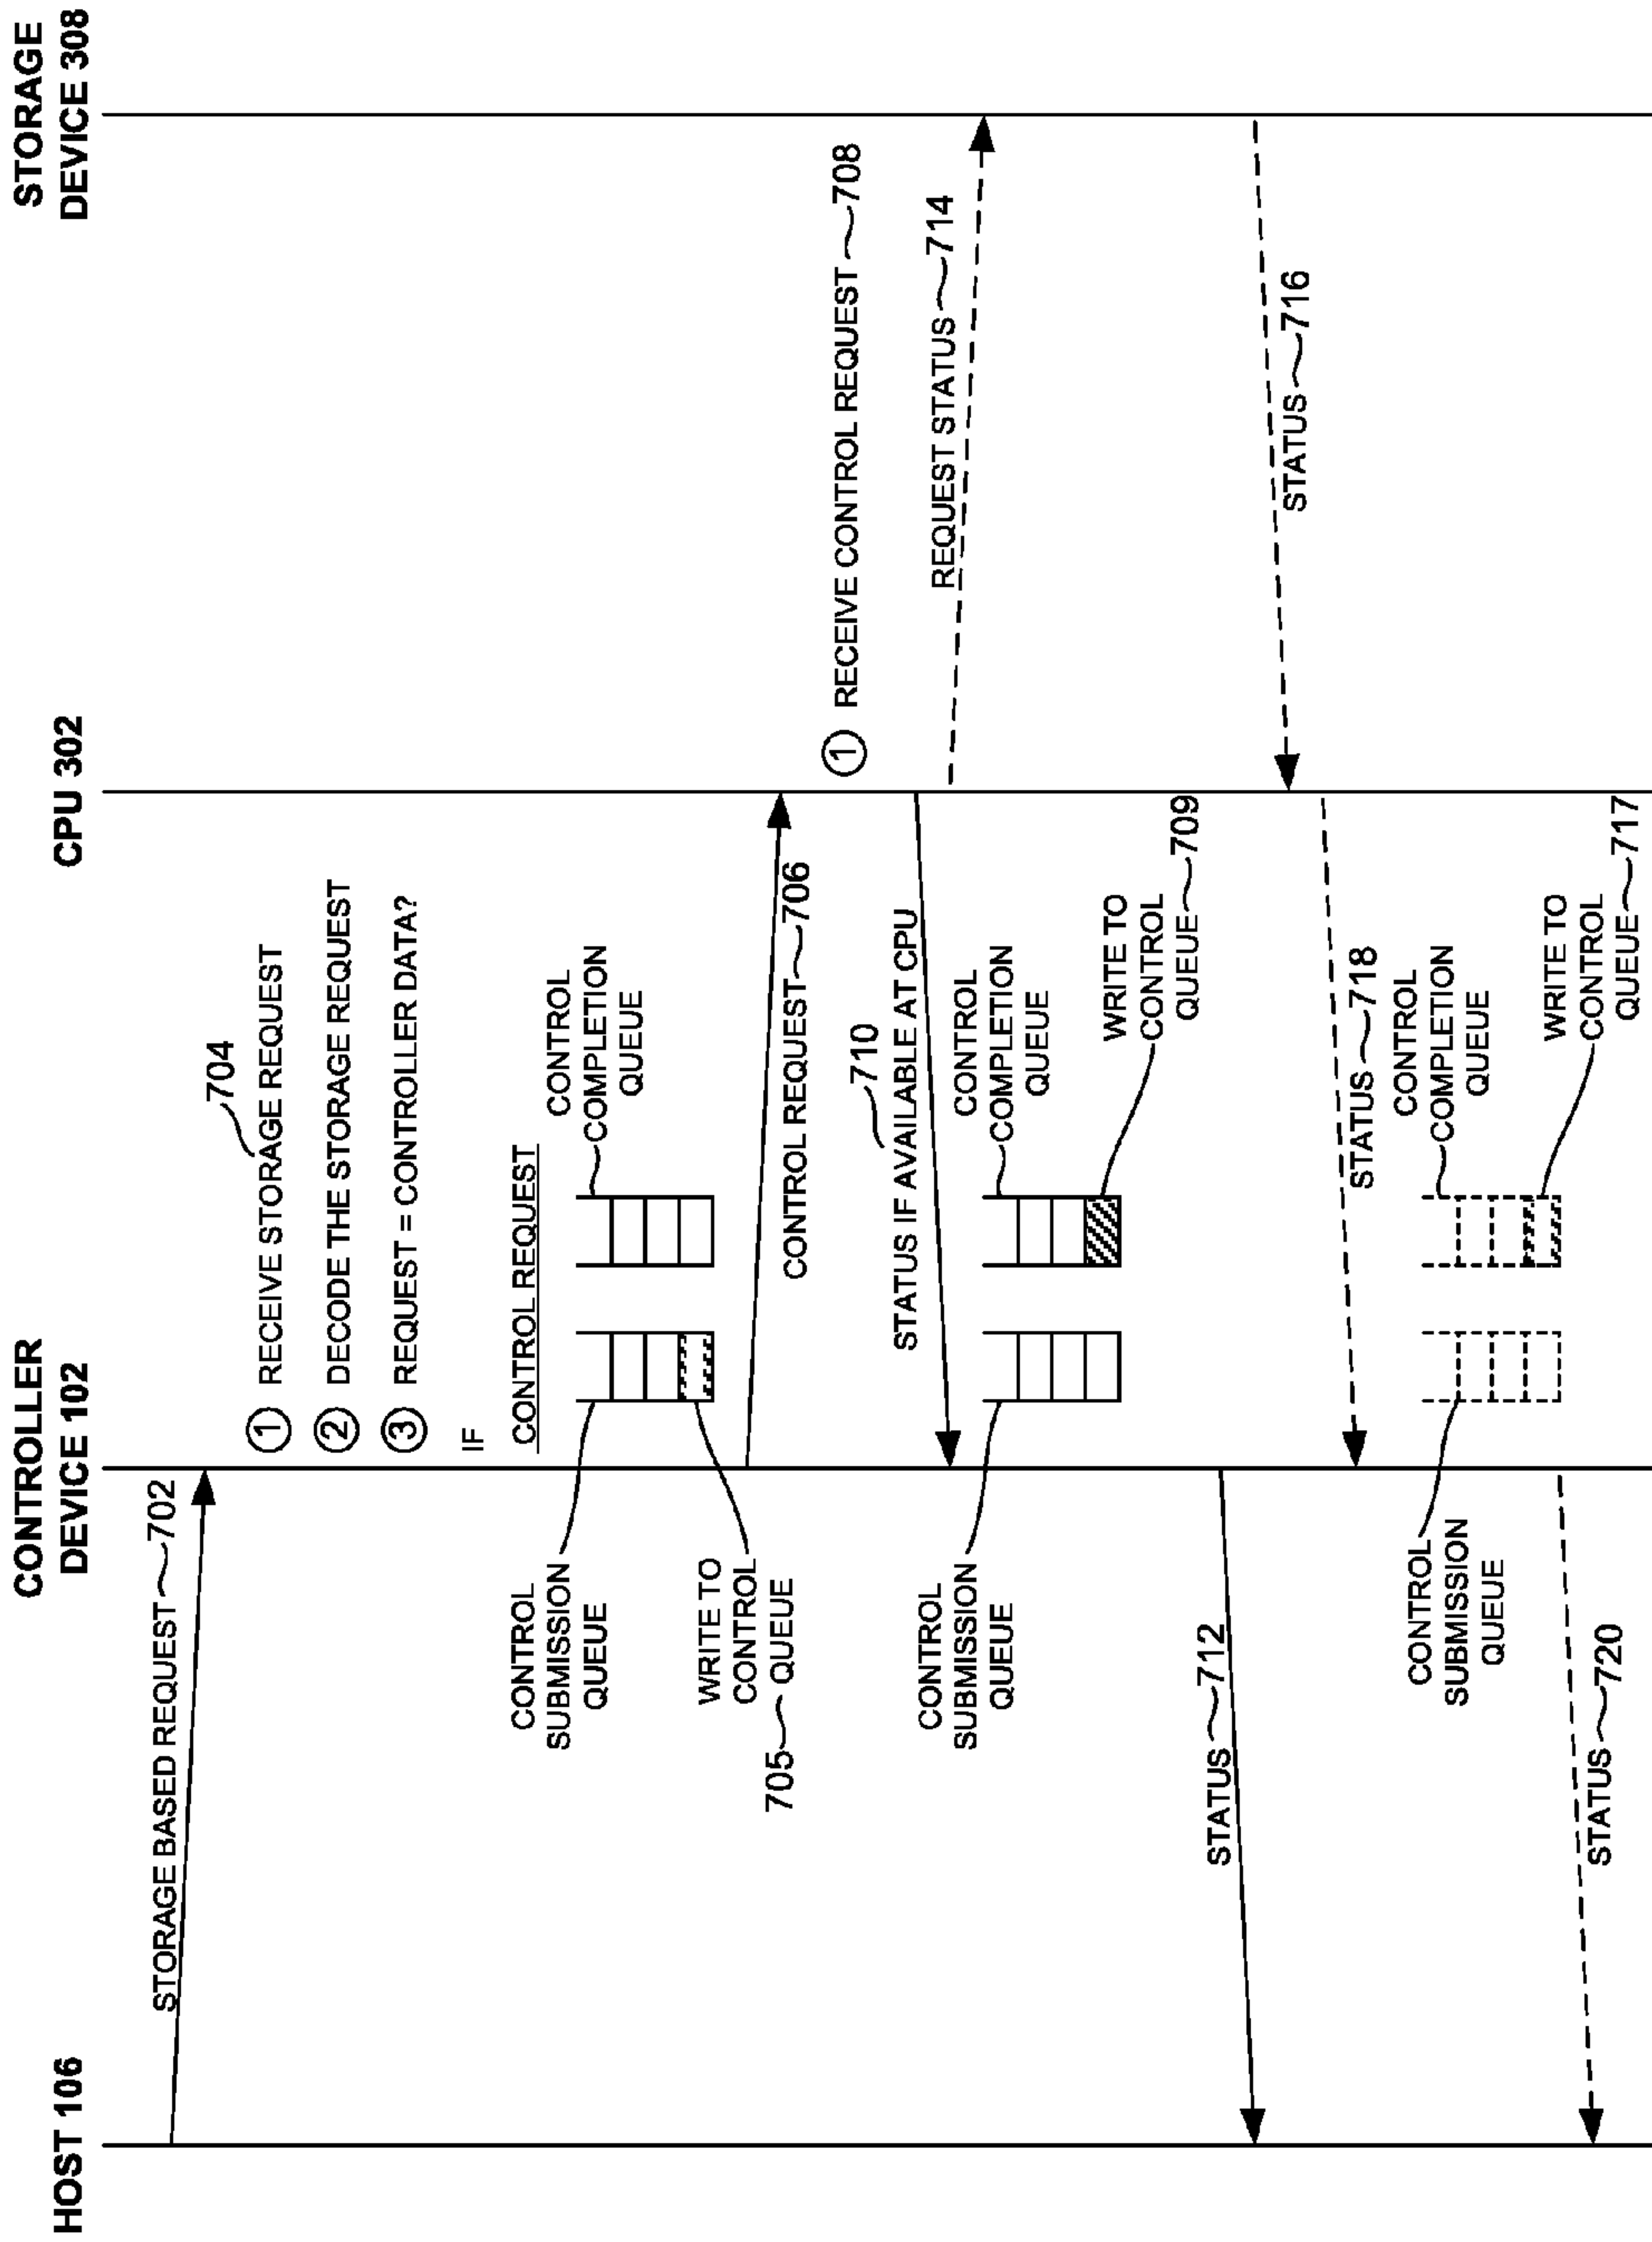 HOST 106
CONTROLLER
DEVICE 102
CPU 302
STORAGE
DEVICE 308
STORAGE BASED REQUEST 702
704
1 RECEIVE STORAGE REQUEST
2 DECODE THE STORAGE REQUEST
3 REQUEST = CONTROLLER DATA?
IF
CONTROL REQUEST
CONTROL
SUBMISSION
QUEUE
CONTROL
COMPLETION
QUEUE
WRITE TO
CONTROL
705 QUEUE
CONTROL REQUEST 706
1 RECEIVE CONTROL REQUEST 708
710
STATUS IF AVAILABLE AT CPU
REQUEST STATUS 714
CONTROL
SUBMISSION
QUEUE
CONTROL
COMPLETION
QUEUE
WRITE TO
CONTROL
QUEUE 709
STATUS 712
STATUS 716
STATUS 718
CONTROL
SUBMISSION
QUEUE
CONTROL
COMPLETION
QUEUE
WRITE TO
CONTROL
QUEUE 717
STATUS 720